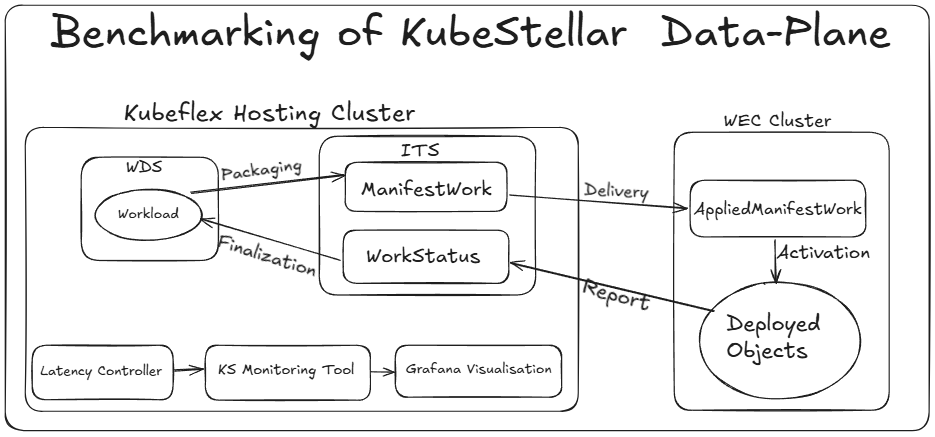 Benchmarking of KubeStellar Data-Plane
Kubeflex Hosting Cluster
WEC Cluster
WDS
Workload
Packaging
ITS
ManifestWork
Delivery
AppliedManifestWork
Finalization
WorkStatus
Activation
Report
Deployed
Objects
Latency Controller
KS Monitoring Tool
Grafana Visualisation